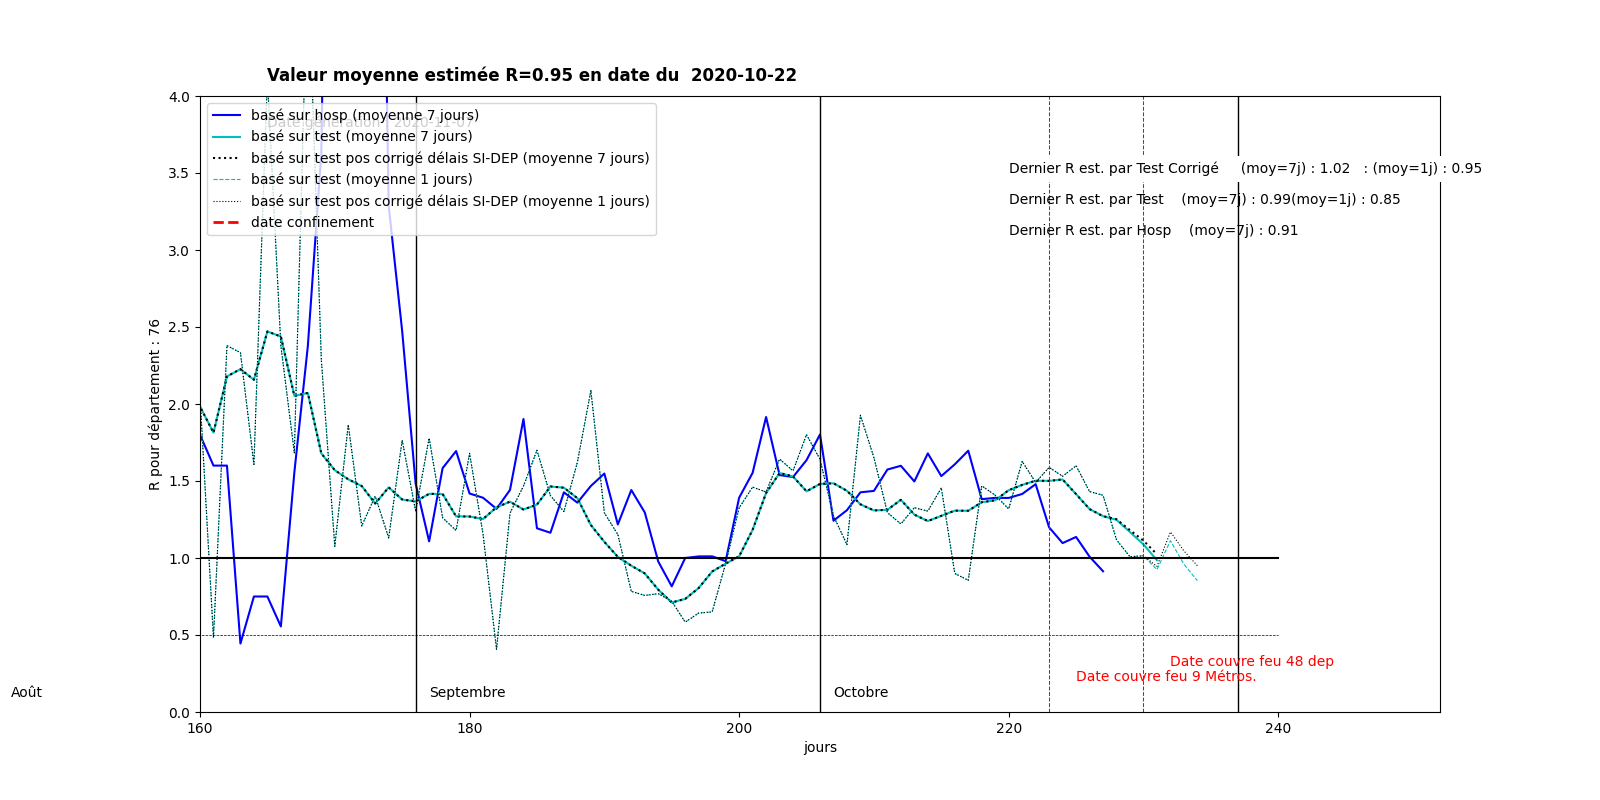 Valeur moyenne estimée R=0.95 en date du  2020-10-22
4.0
3.5
3.0
2.5
2.0
1.5
1.0
0.5
0.0
R pour département : 76
basé sur hosp (moyenne 7 jours)
basé sur test (moyenne 7 jours)
basé sur test pos corrigé délais SI-DEP (moyenne 7 jours)
basé sur test (moyenne 1 jours)
basé sur test pos corrigé délais SI-DEP (moyenne 1 jours)
date confinement
2020-11-07
Dernier R est. par Test Corrigé     (moy=7j) : 1.02   : (moy=1j) : 0.95
Dernier R est. par Test    (moy=7j) : 0.99(moy=1j) : 0.85
Dernier R est. par Hosp    (moy=7j) : 0.91
Date couvre feu 48 dep
Date couvre feu 9 Métros.
Août
Septembre
Octobre
160
180
200
220
240
jours